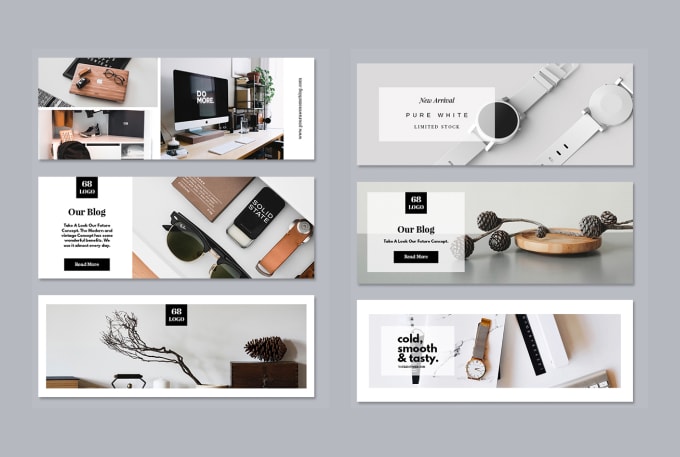 DO
MORE.
www.yourawesomeblog.com
68
LOGO
Our Blog
Take A Look Our Future
Concept. The Modern and
vintage Concept has some
wonderful benefits. We
use it almost every day.
Read More
SOLID
STATE
68
LOGO
New Arrival
PURE WHITE
LIMITED STOCK
68
LOGO
Our Blog
Take A Look Our Future Concept.
Read More
cold,
smooth
& tasty.